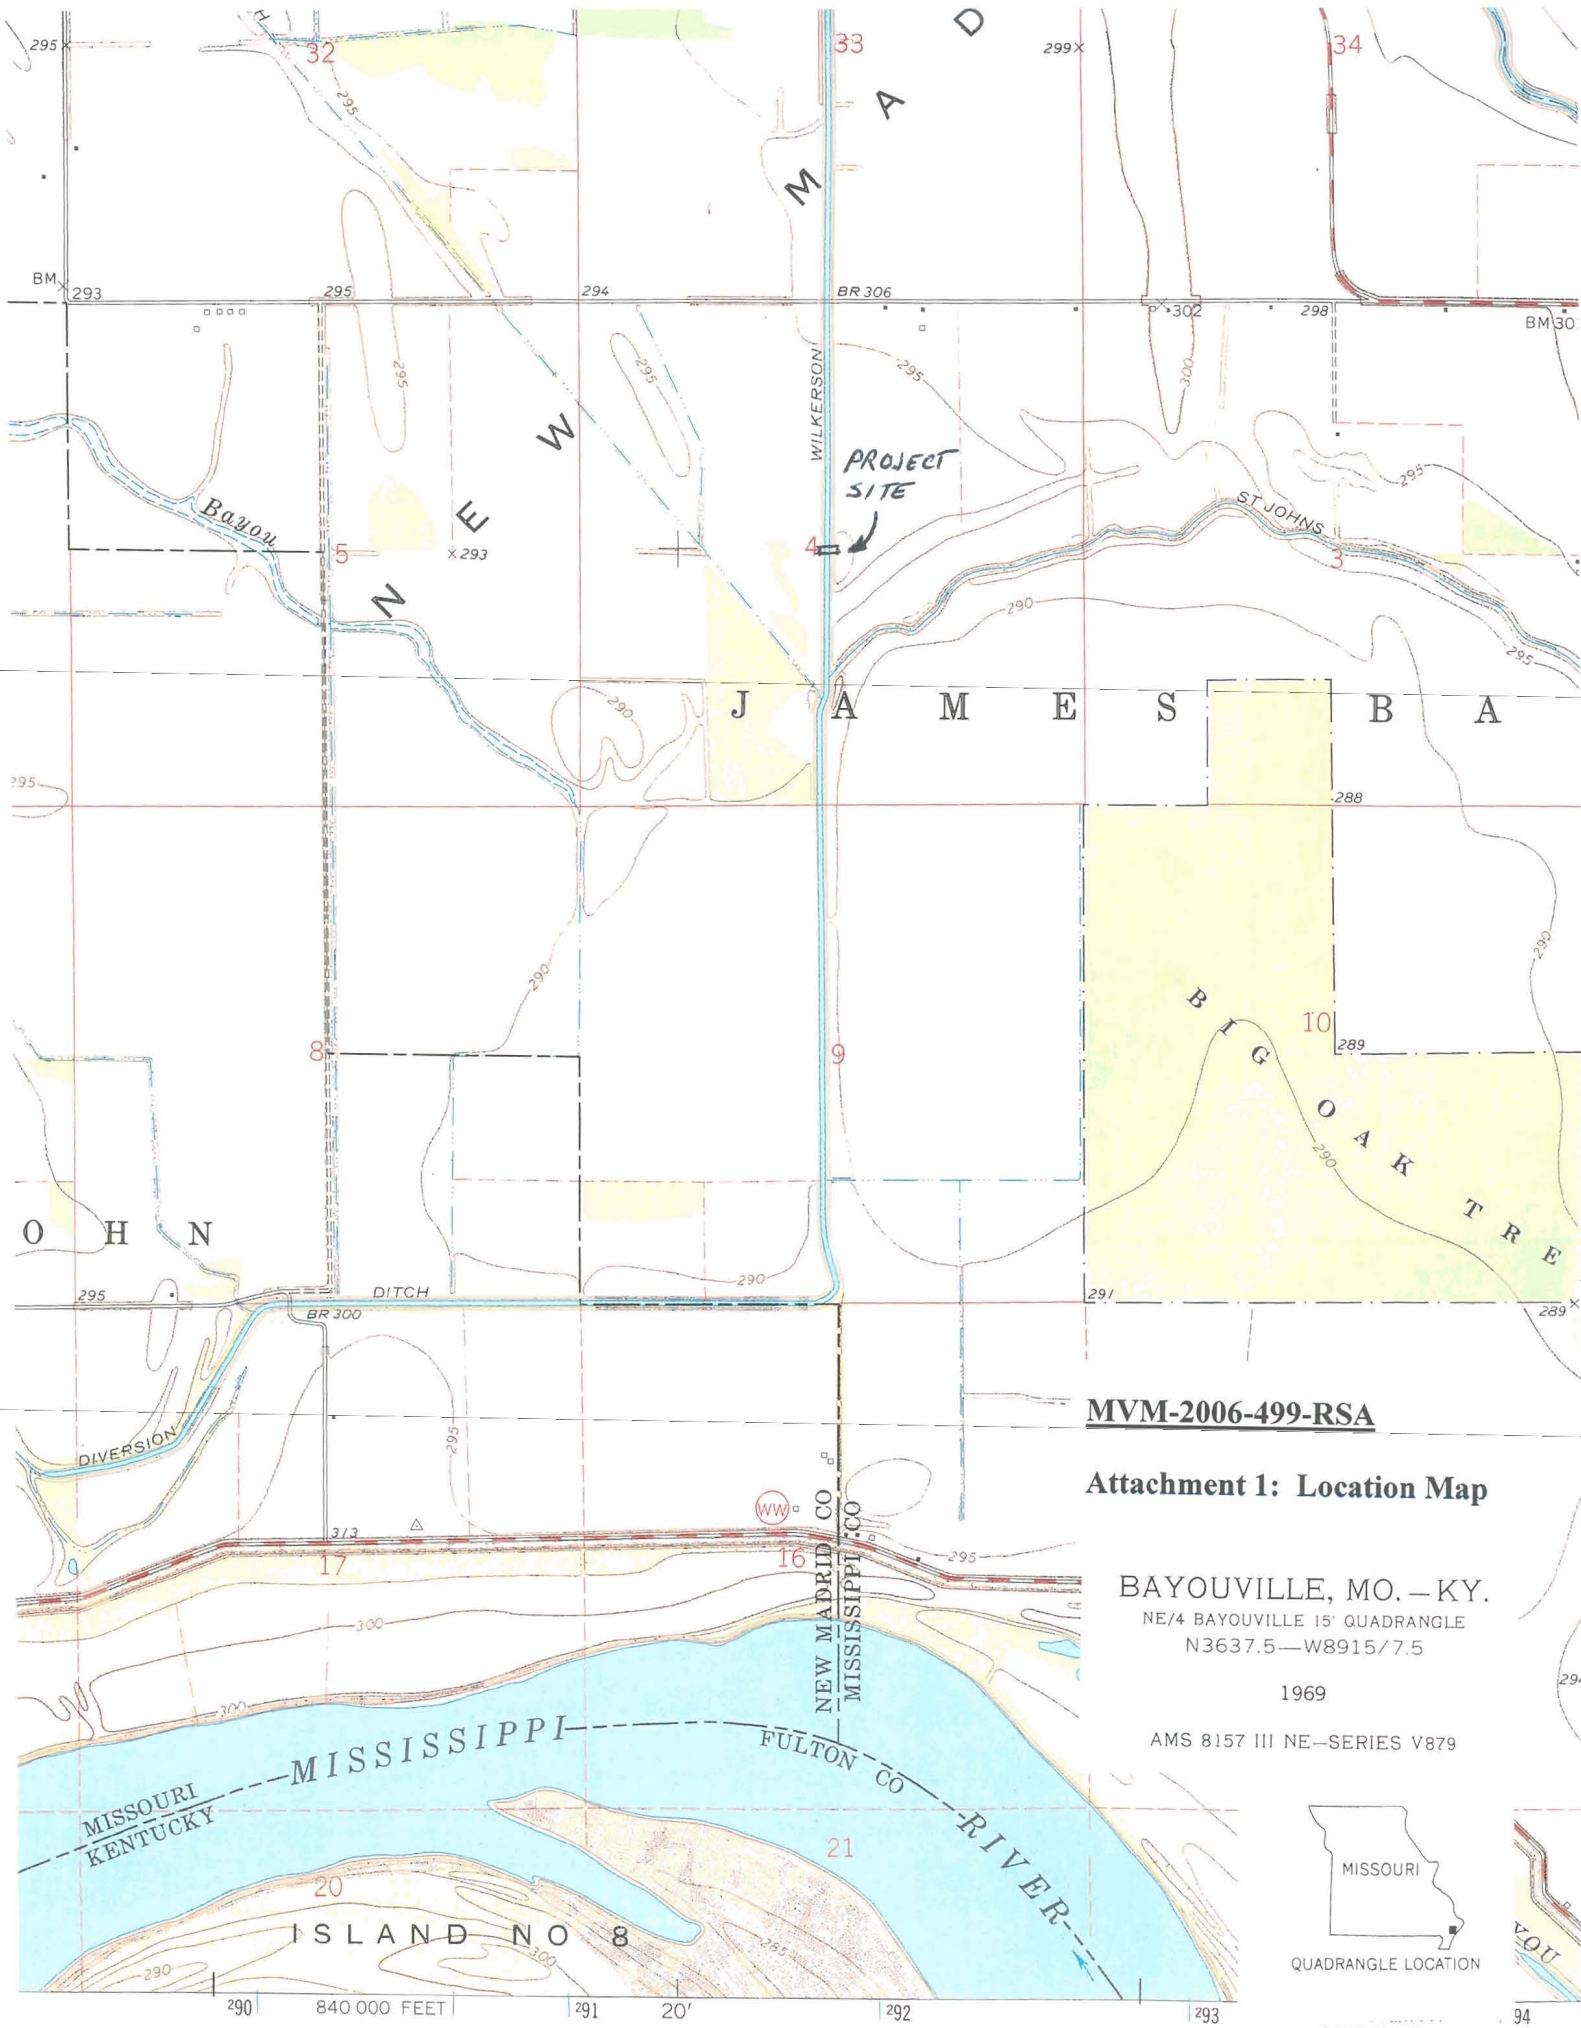 H
D
295
32
33
299
34
295
A
M
BM
293
295
294
BR 306
302
298
BM 30
WILKERSON
295
295
295
300
W
PROJECT
SITE
295
Bayou
E
ST JOHNS
5
293
4
3
N
290
295
290
J A M E S B A
295
288
290
290
B I G O A K T R E
10
8
9
289
290
O H N
290
295
DITCH
291
BR 300
289
MVM-2006-499-RSA
DIVERSION
295
Attachment 1: Location Map
WW
313
17
16
295
NEW MADRID CO
MISSISSIPPI CO
BAYOUVILLE, MO. – KY.
NE/4 BAYOUVILLE 15' QUADRANGLE
N3637.5—W8915/7.5
300
1969
300
AMS 8157 III NE—SERIES V879
MISSISSIPPI
FULTON CO
RIVER
MISSOURI
KENTUCKY
21
MISSOURI
20
ISLAND NO 8
300
285
290
YOU
QUADRANGLE LOCATION
290
840 000 FEET
291
20'
292
293
94